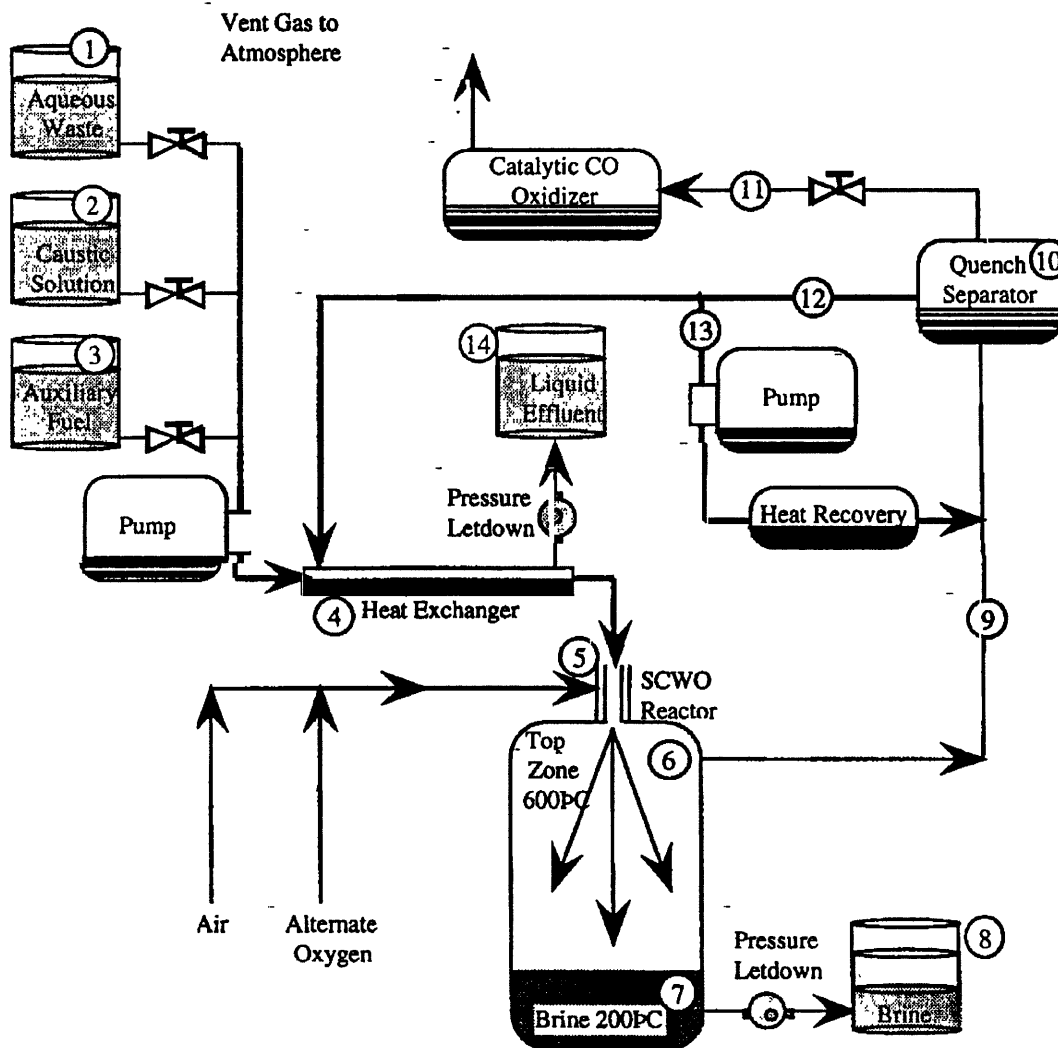 Vent Gas to
Atmosphere
1
Aqueous
Waste
2
Caustic
Solution
3
Auxiliary
Fuel
Pump
Catalytic CO
Oxidizer
11
Quench
Separator
10
12
13
14
Liquid
Effluent
Pump
Pressure
Letdown
Heat Recovery
4
Heat Exchanger
9
5
SCWO
Reactor
Top
Zone
600ÞC
6
Air
Alternate
Oxygen
Pressure
Letdown
8
7
Brine 200ÞC
Brine